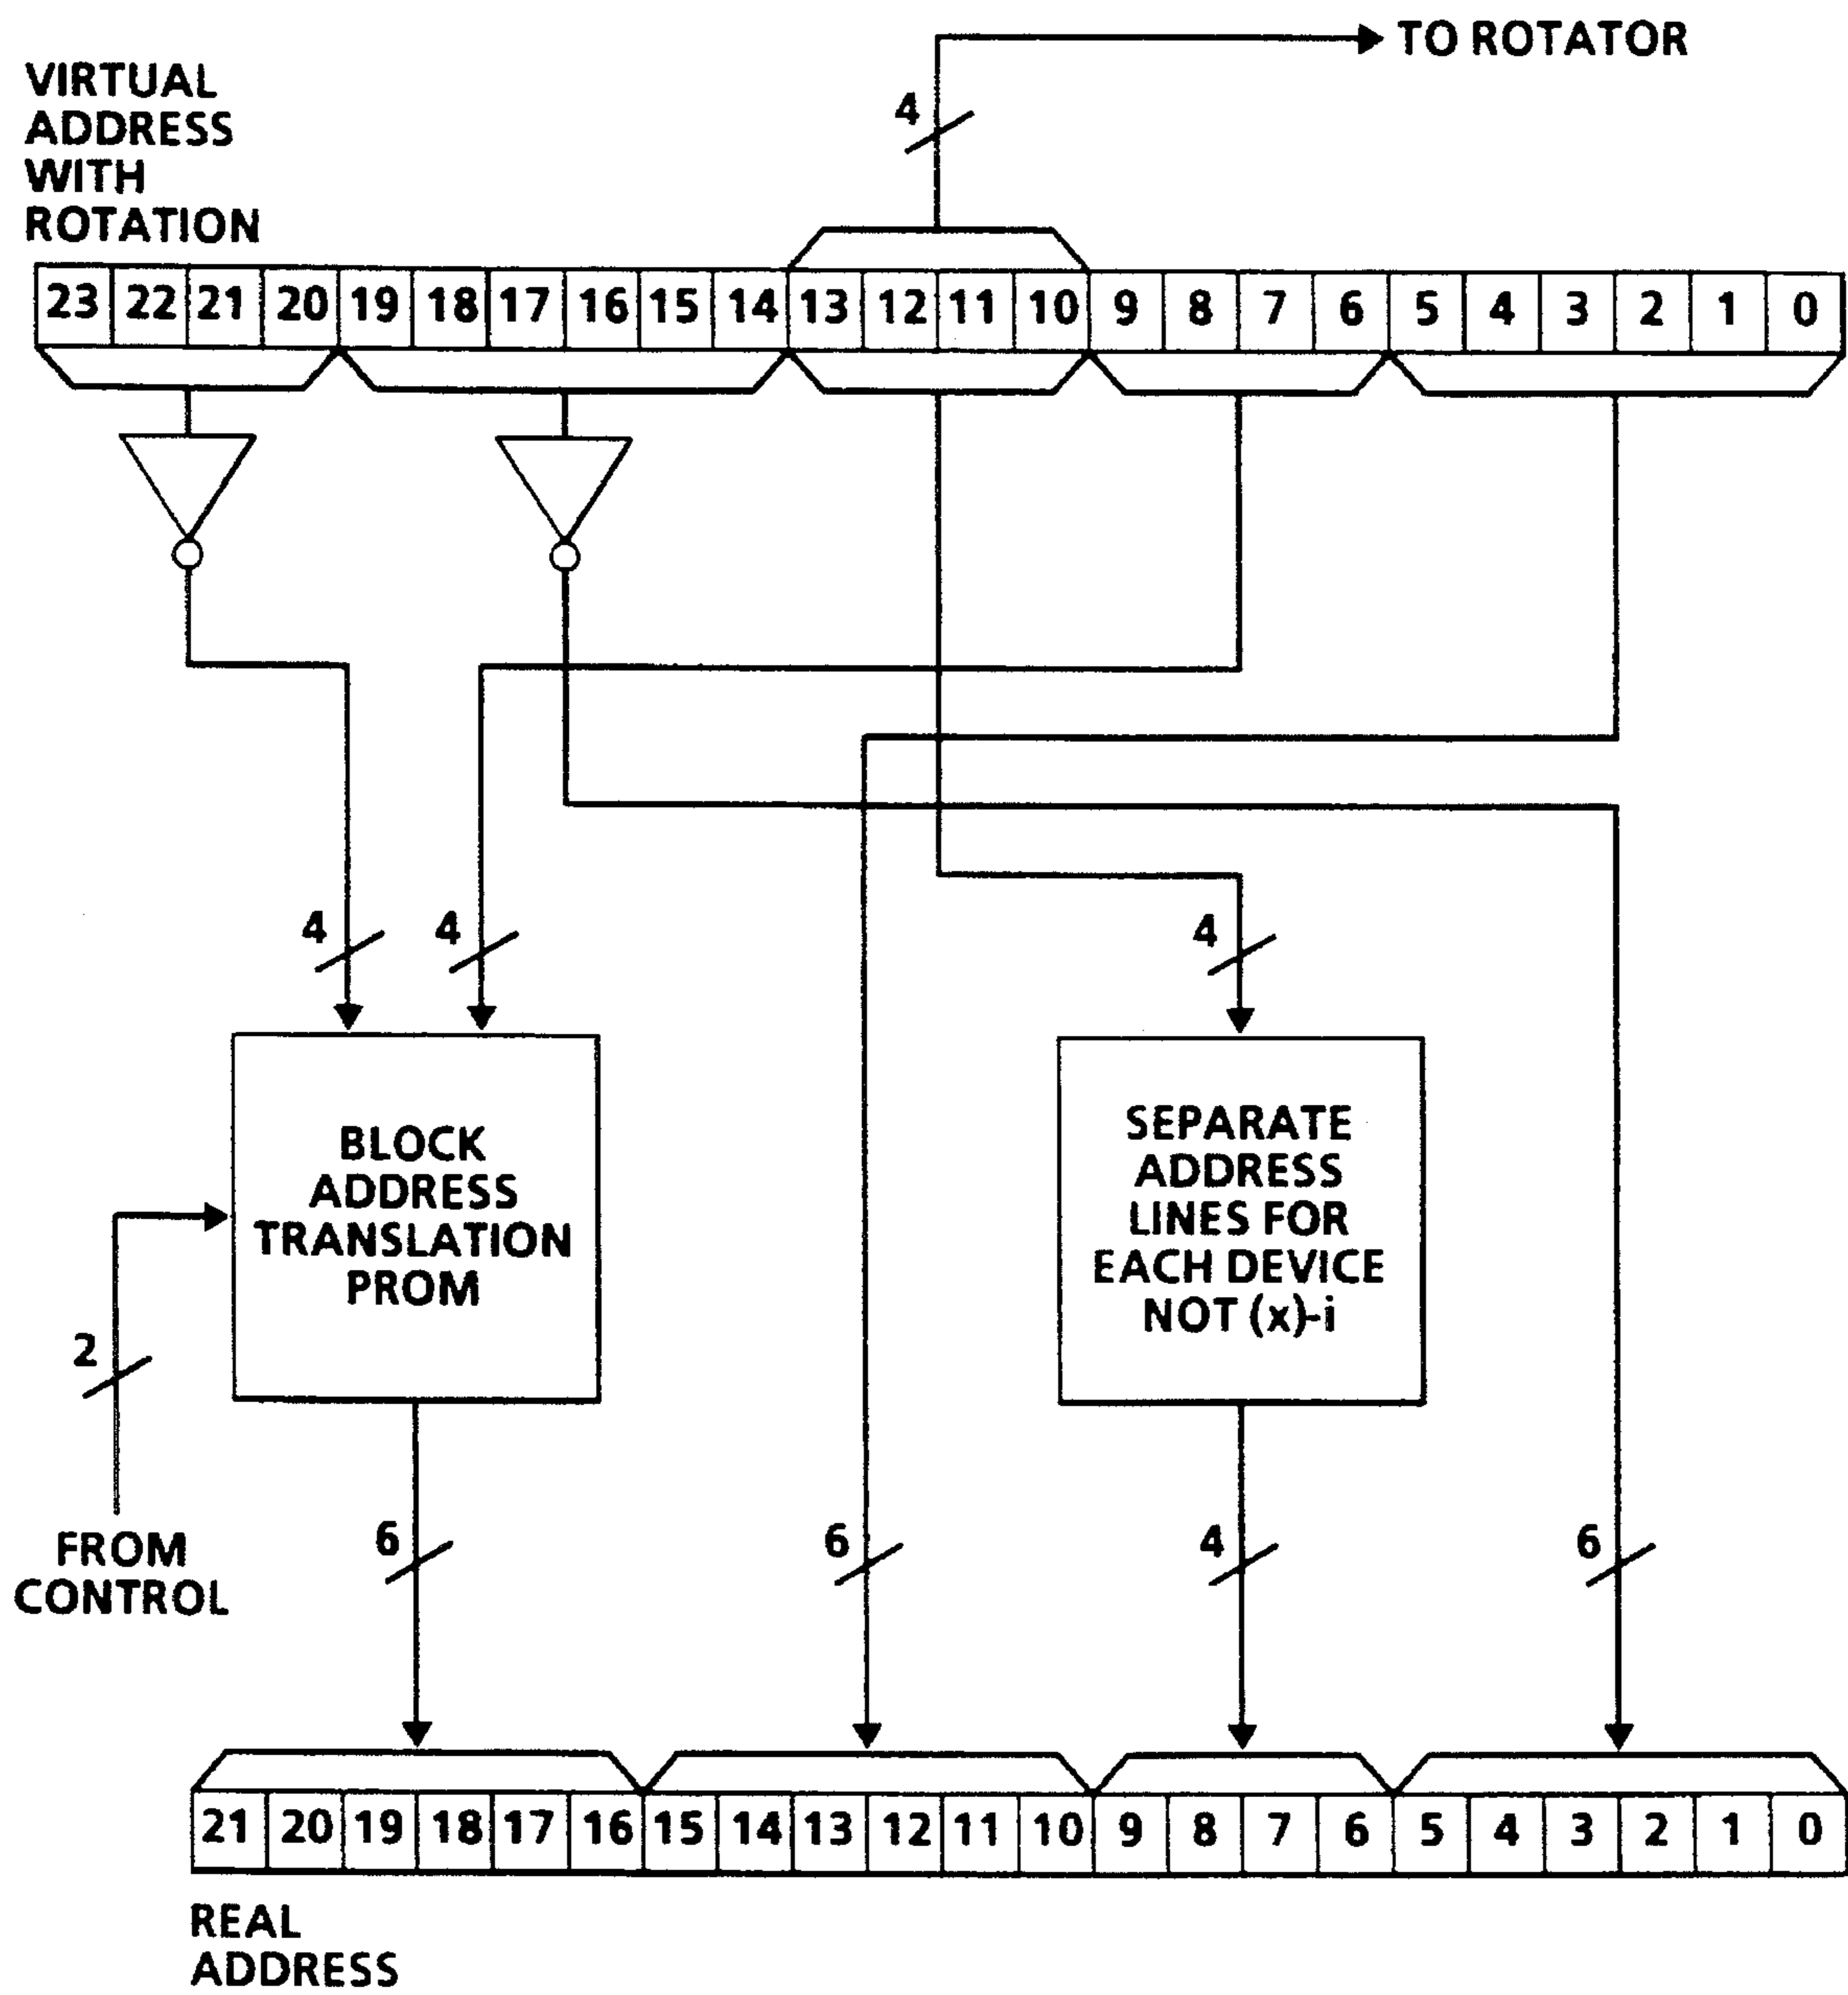 TO ROTATOR
VIRTUAL
ADDRESS
WITH
ROTATION
4
23 22 21 20 19 18 17 16 15 14 13 12 11 10 9 8 7 6 5 4 3 2 1 0
4 4 4
BLOCK
ADDRESS
TRANSLATION
PROM
SEPARATE
ADDRESS
LINES FOR
EACH DEVICE
NOT (x)-i
2
FROM
CONTROL
6 6 4 6
21 20 19 18 17 16 15 14 13 12 11 10 9 8 7 6 5 4 3 2 1 0
REAL
ADDRESS